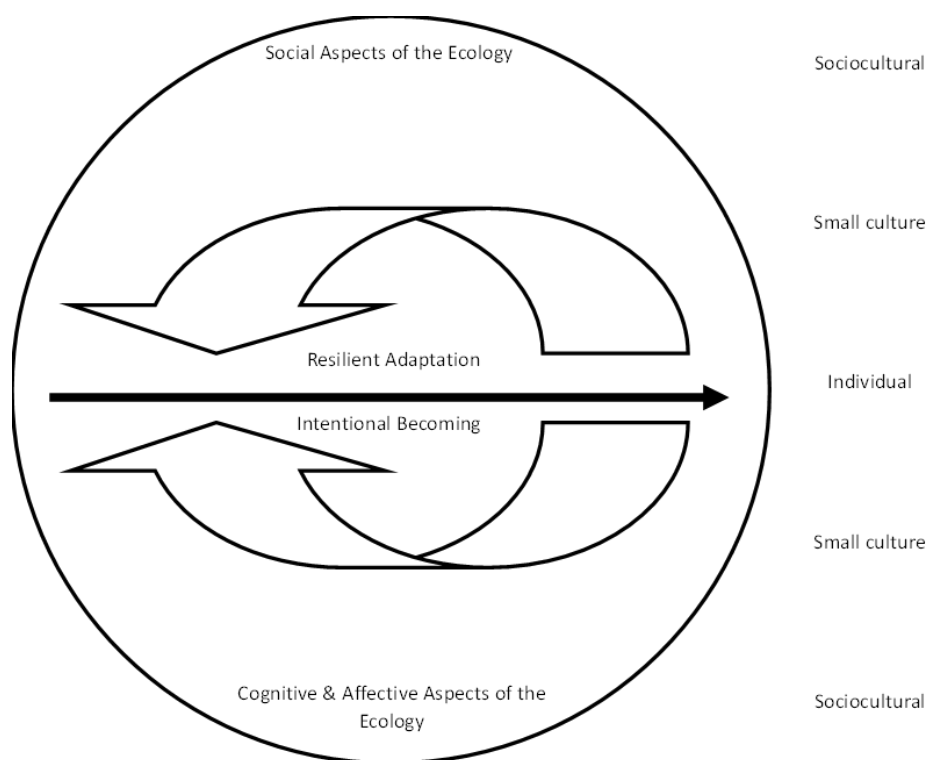 Social Aspects of the Ecology
Sociocultural
Small culture
Resilient Adaptation
Individual
Intentional Becoming
Small culture
Cognitive & Affective Aspects of the
Ecology
Sociocultural